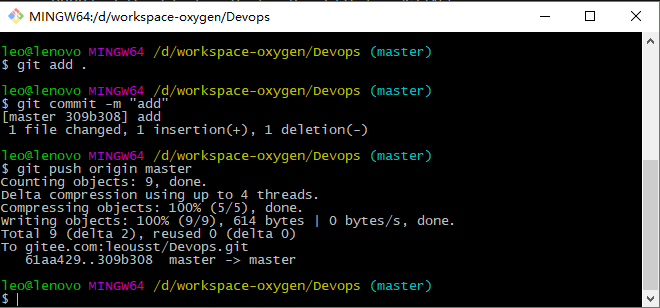 MINGW64:/d/workspace-oxygen/Devops
leo@lenovo MINGW64 /d/workspace-oxygen/Devops (master)
$ git add .
leo@lenovo MINGW64 /d/workspace-oxygen/Devops (master)
$ git commit -m "add"
[master 309b308] add
 1 file changed, 1 insertion(+), 1 deletion(-)
leo@lenovo MINGW64 /d/workspace-oxygen/Devops (master)
$ git push origin master
Counting objects: 9, done.
Delta compression using up to 4 threads.
Compressing objects: 100% (5/5), done.
Writing objects: 100% (9/9), 614 bytes | 0 bytes/s, done.
Total 9 (delta 2), reused 0 (delta 0)
To gitee.com:leousst/Devops.git
   61aa429..309b308  master -> master
leo@lenovo MINGW64 /d/workspace-oxygen/Devops (master)
$